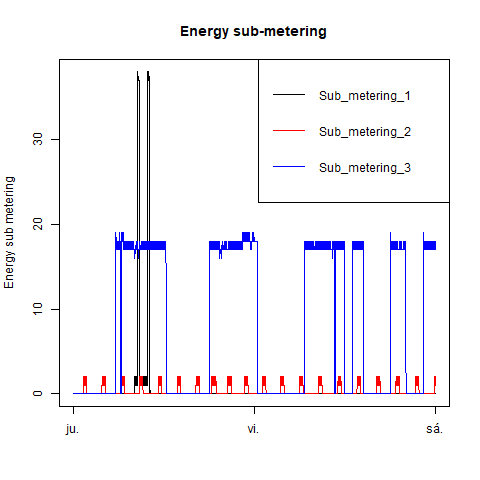 Energy sub-metering
Sub_metering_1
Sub_metering_2
Sub_metering_3
Energy sub metering
30
20
10
0
ju.
vi.
sá.